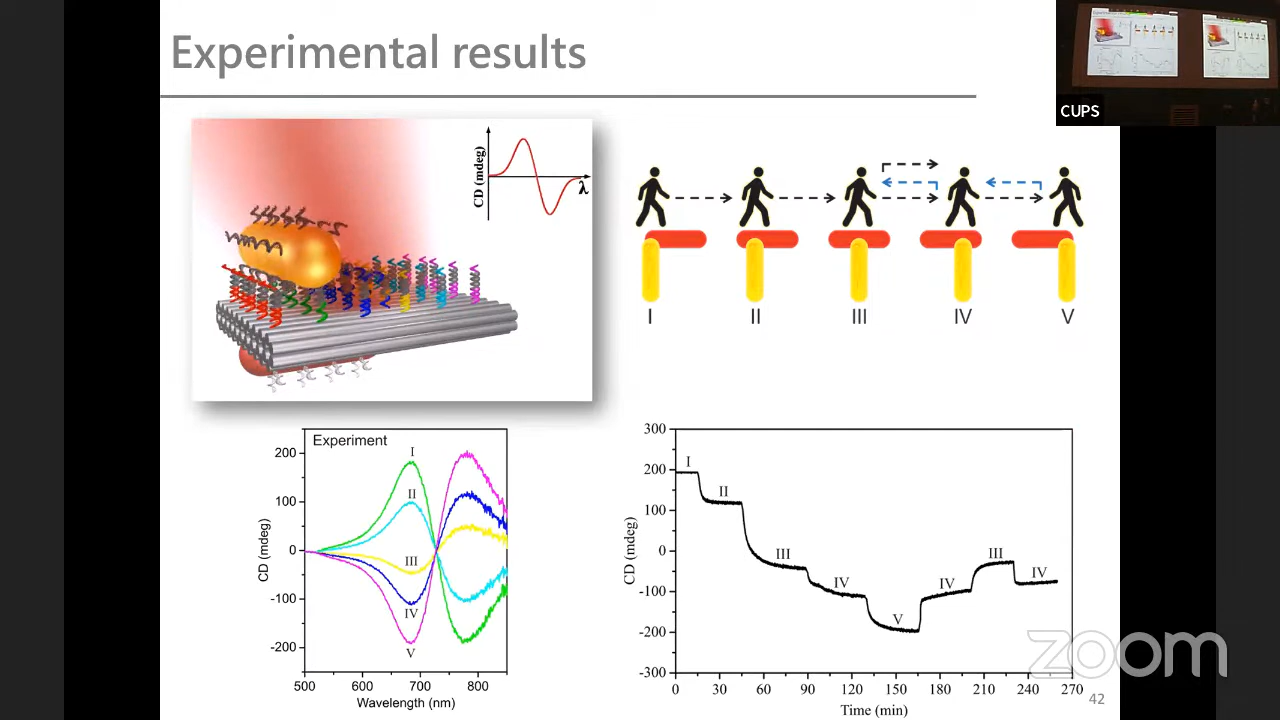 Experimental results
CUPS
CD (mdeg)
λ
I II III IV V
Experiment
CD (mdeg)
200
100
0
-100
-200
I
II
III
IV
V
500 600 700 800
Wavelength (nm)
CD (mdeg)
300
200
100
0
-100
-200
-300
I
II
III
IV
V
IV
III
IV
0 30 60 90 120 150 180 210 240 270
Time (min)
zoom
42